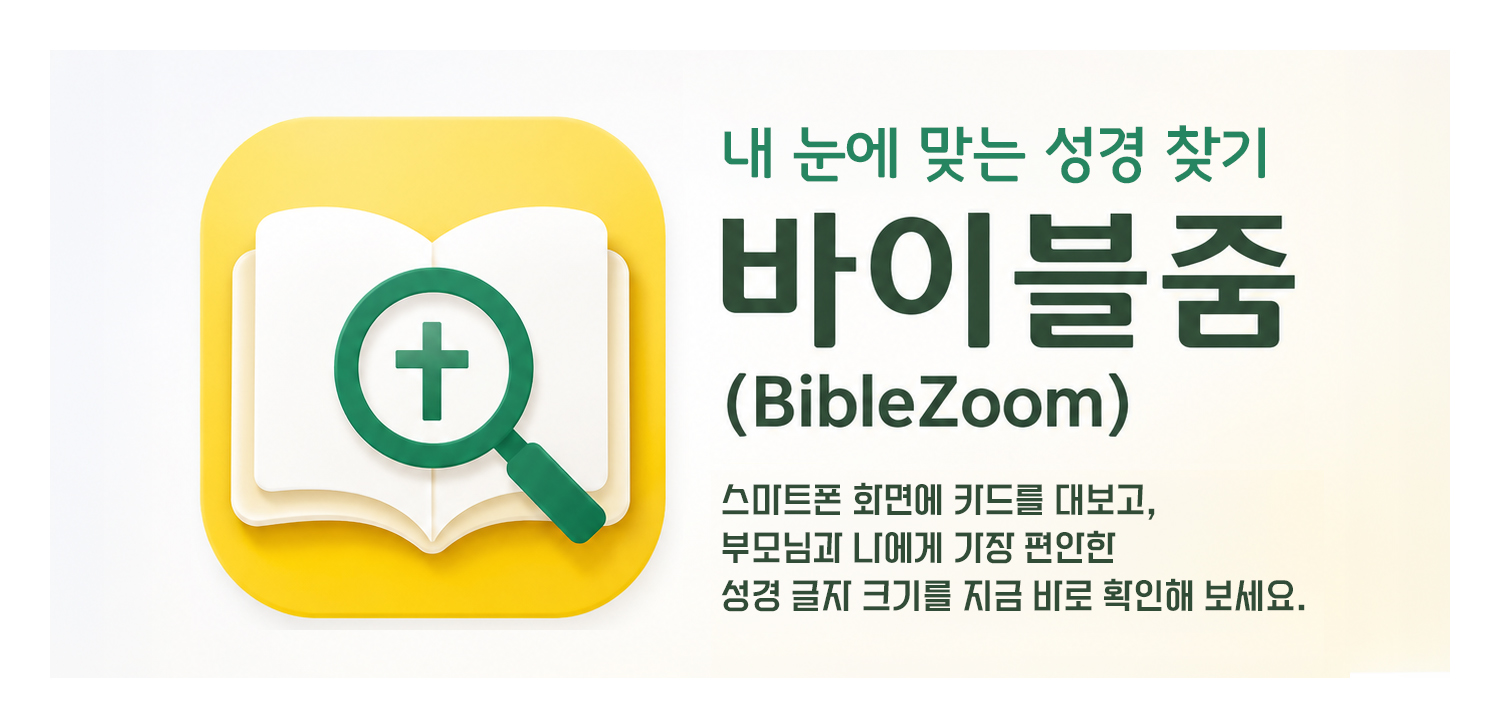 내 눈에 맞는 성경 찾기
바이블줌
(BibleZoom)
스마트폰 화면에 카드를 대보고,
부모님과 나에게 가장 편안한
성경 글자 크기를 지금 바로 확인해 보세요.